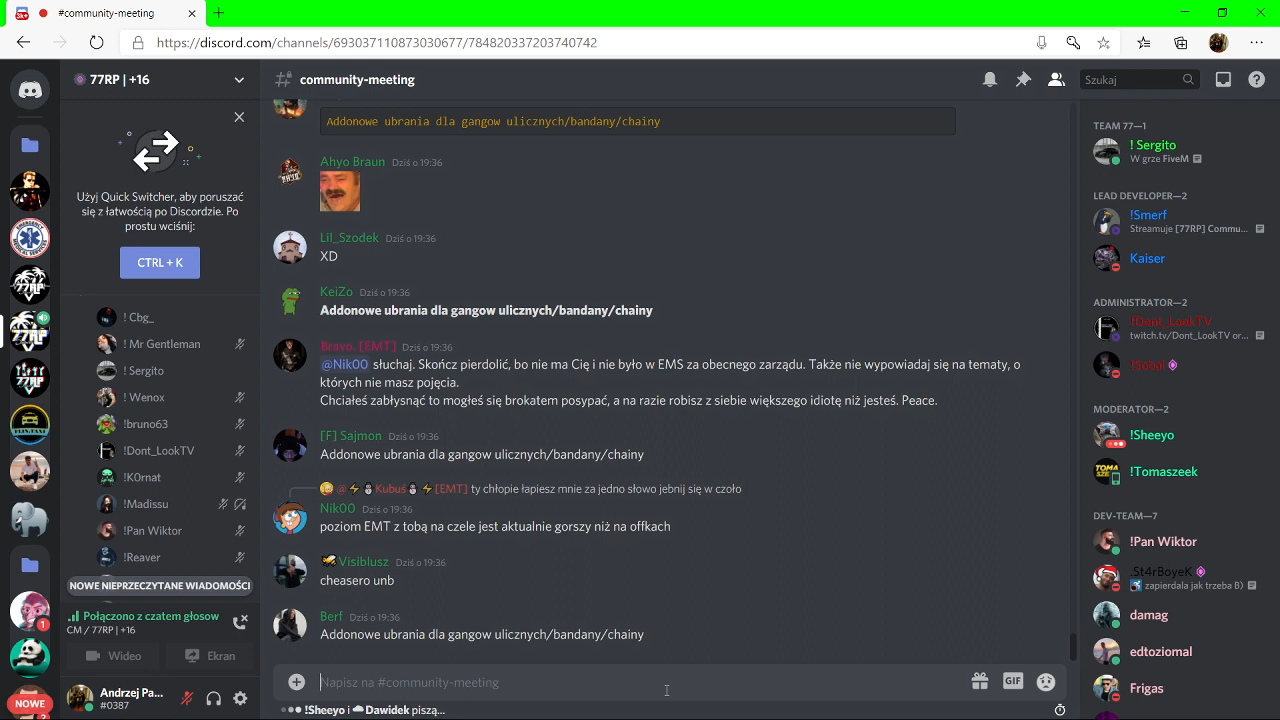 3k+
#community-meeting
https://discord.com/channels/693037110873030677/784820337203740742
77RP | +16
community-meeting
Szukaj
Użyj Quick Switcher, aby poruszać
się z łatwością po Discordzie. Po
prostu wciśnij:
CTRL + K
! Cbg_
! Mr Gentleman
! Sergito
! Wenox
!bruno63
!Dont_LookTV
!K0rnat
!Madissu
!Pan Wiktor
!Reaver
NOWE NIEPRZECZYTANE WIADOMOŚCI
Połączono z czatem głosow
CM / 77RP | +16
Wideo
Ekran
Andrzej Pa...
#0387
1
NOWE
Addonowe ubrania dla gangow ulicznych/bandany/chainy
Ahyo Braun Dziś o 19:36
Lil_Szodek Dziś o 19:36
XD
KeiZo Dziś o 19:36
Addonowe ubrania dla gangow ulicznych/bandany/chainy
Bravo. [EMT] Dziś o 19:36
@Nik00 słuchaj. Skończ pierdolić, bo nie ma Cię i nie było w EMS za obecnego zarządu. Także nie wypowiadaj się na tematy, o
których nie masz pojęcia.
Chciałeś zabłysnąć to mogłeś się brokatem posypać, a na razie robisz z siebie większego idiotę niż jesteś. Peace.
[F] Sajmon Dziś o 19:36
Addonowe ubrania dla gangow ulicznych/bandany/chainy
@⚡⛄Kubuś⛄⚡[EMT] ty chłopie łapiesz mnie za jedno słowo jebnij się w czoło
Nik00 Dziś o 19:36
poziom EMT z tobą na czele jest aktualnie gorszy niż na offkach
Visiblusz Dziś o 19:36
cheasero unb
Berf Dziś o 19:36
Addonowe ubrania dla gangow ulicznych/bandany/chainy
Napisz na #community-meeting
GIF
!Sheeyo i ☁Dawidek piszą...
TEAM 77—1
! Sergito
W grze FiveM
LEAD DEVELOPER—2
!Smerf
Streamuje [77RP] Commu...
Kaiser
ADMINISTRATOR—2
!Dont_LookTV
twitch.tv/Dont_LookTV or...
!Sobal
MODERATOR—2
!Sheeyo
!Tomaszeek
DEV-TEAM—7
!Pan Wiktor
.St4rBoyeK
zapierdala jak trzeba B)
damag
edtoziomal
Frigas